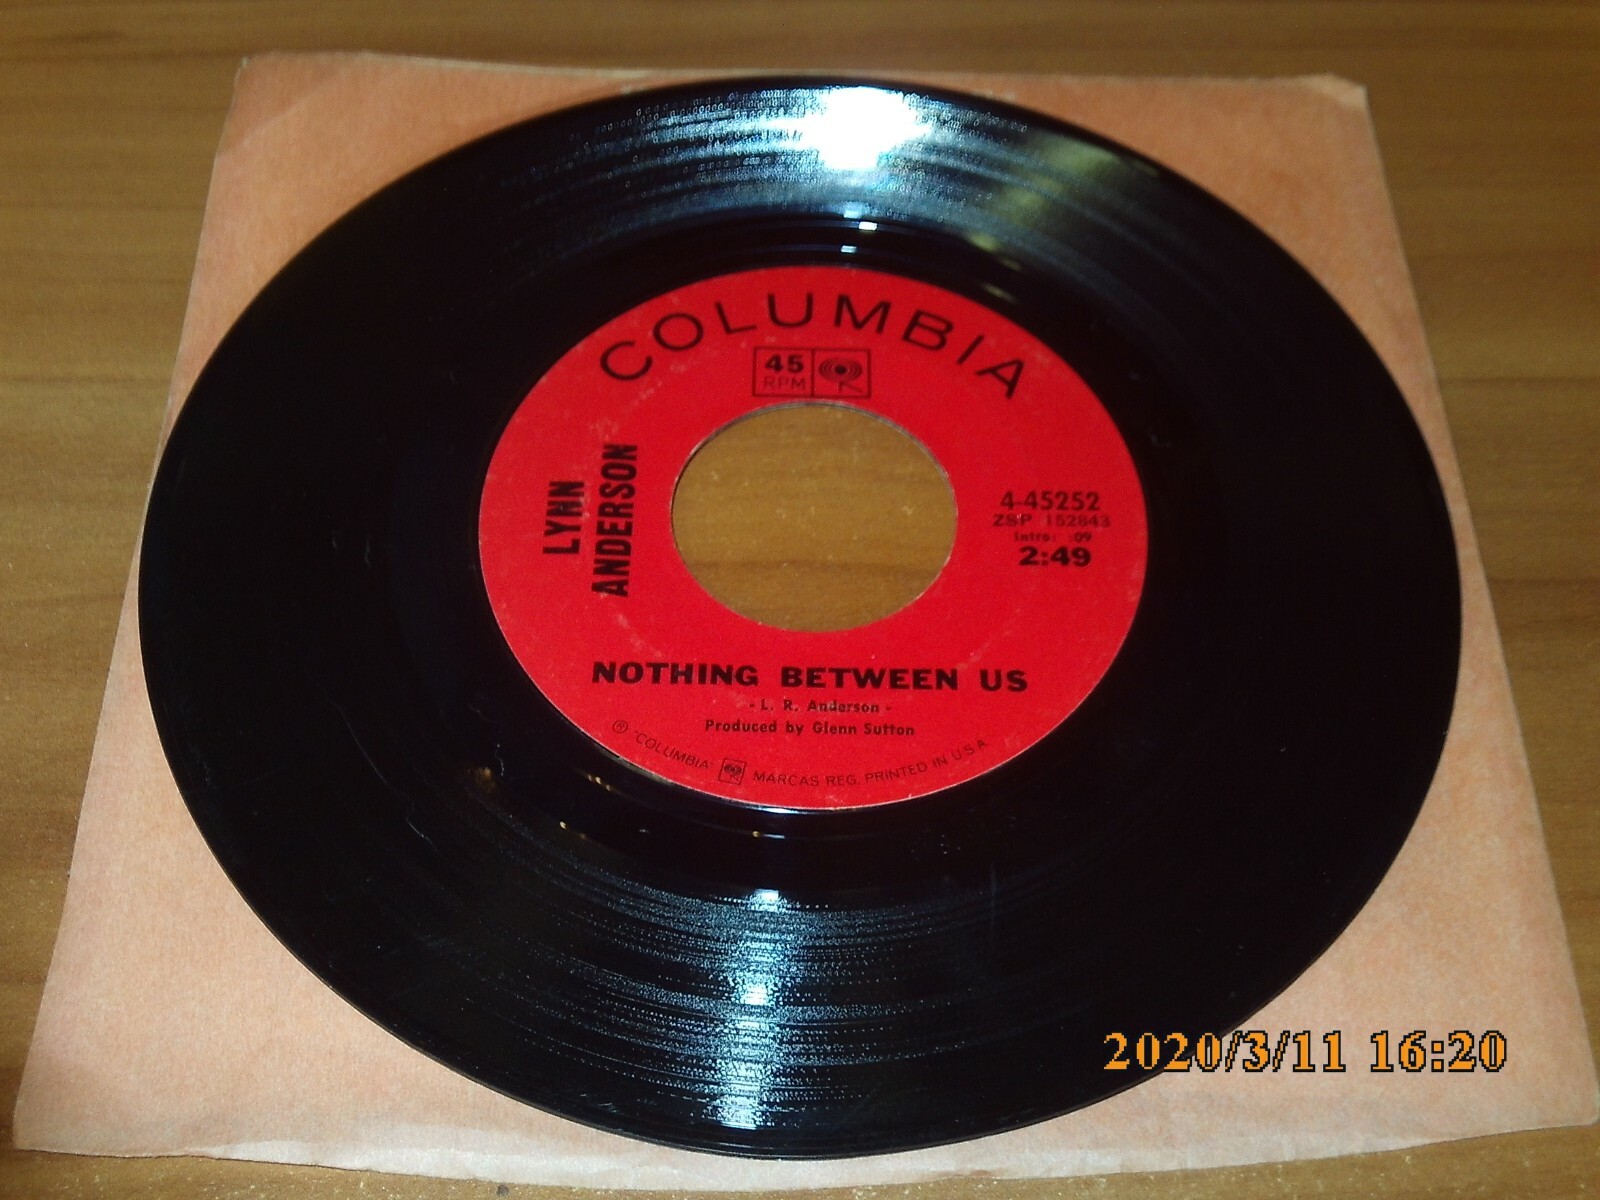 COLUMBIA
45
RPM
LYNN
ANDERSON
4-45252
ZSP 152843
Intro: :09
2:49
NOTHING BETWEEN US
- L. R. Anderson -
Produced by Glenn Sutton
Ⓟ "COLUMBIA" MARCAS REG. PRINTED IN U.S.A.
2020/3/11 16:20